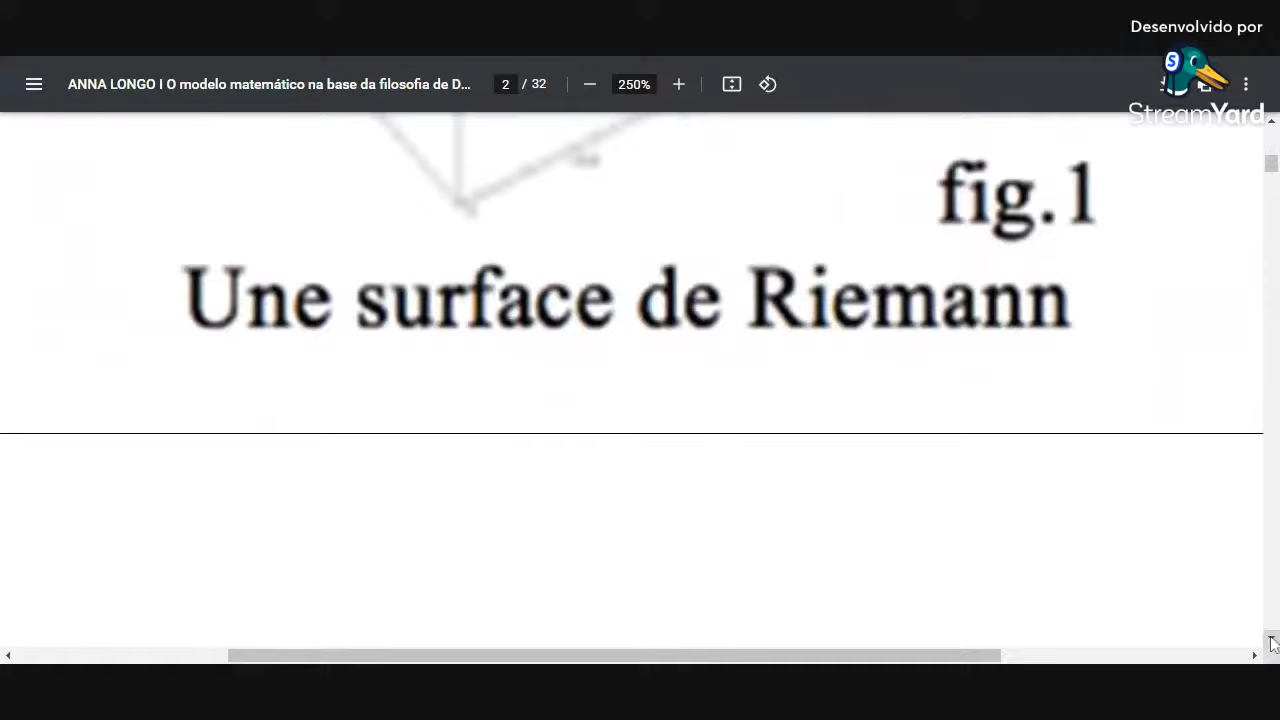 Desenvolvido por
StreamYard
ANNA LONGO I O modelo matemático na base da filosofia de D...
2 / 32
250%
fig.1
Une surface de Riemann